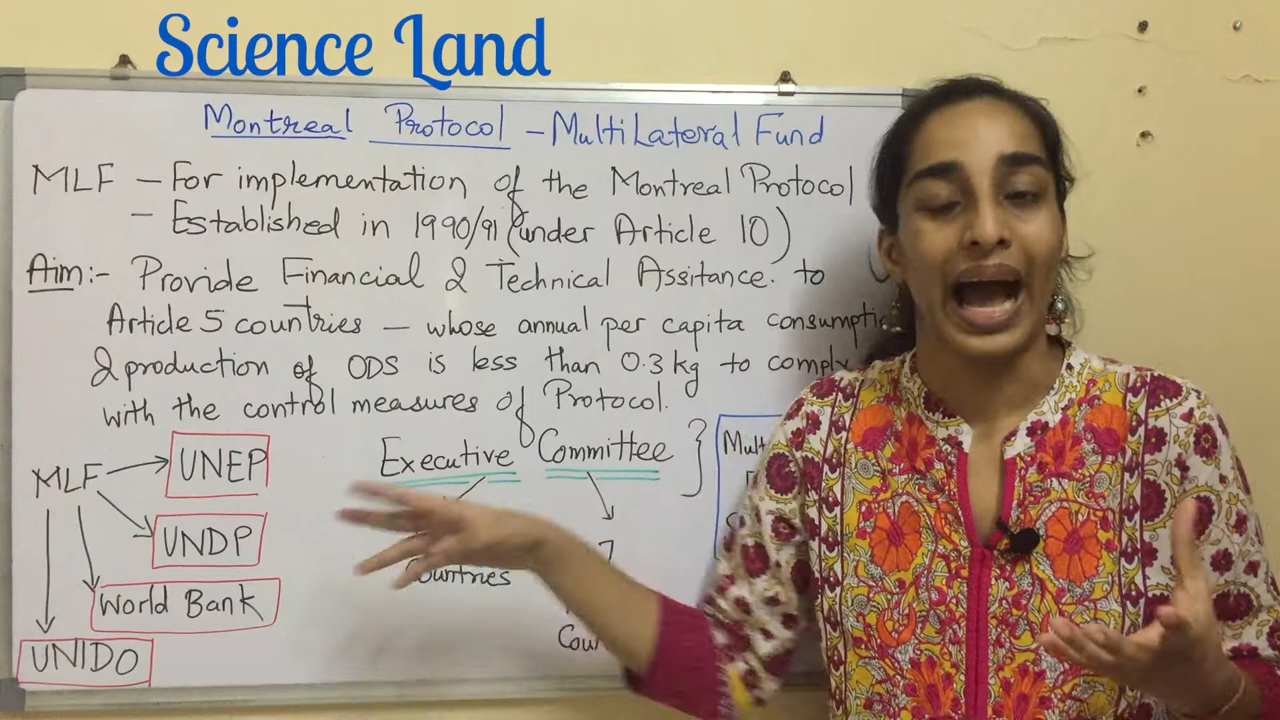 Science Land
Montreal Protocol - MultiLateral Fund
MLF - For implementation of the Montreal Protocol
- Established in 1990/91 (under Article 10)
Aim:- Provide Financial & Technical Assitance. to
Article 5 countries - whose annual per capita
& production of ODS is less than 0.3 kg to
with the control measures of Protocol.
Executive Committee
MLF
UNEP
UNDP
World Bank
UNIDO
7